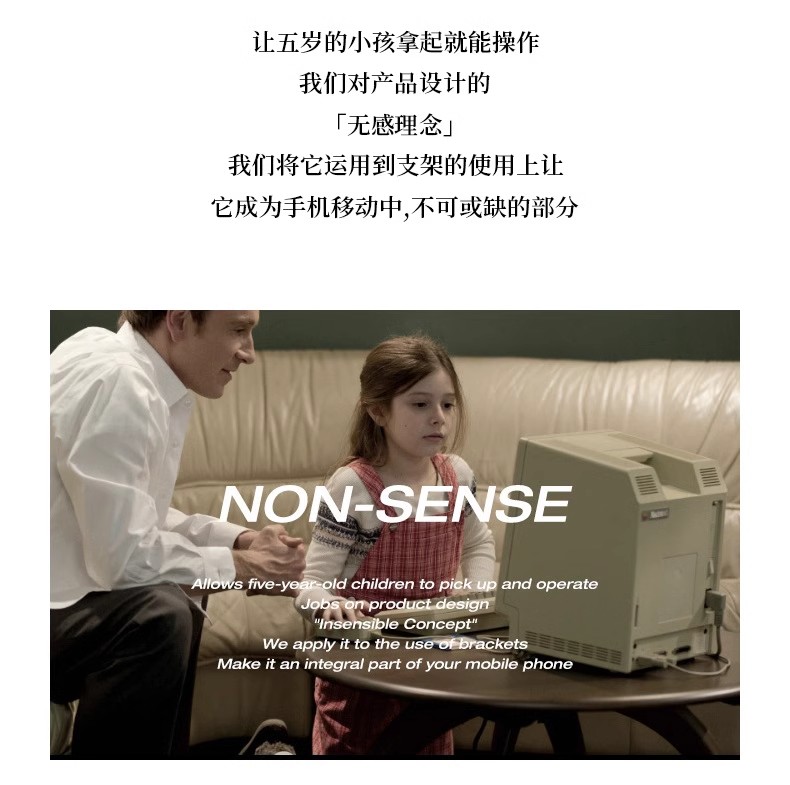 让五岁的小孩拿起就能操作
我们对产品设计的
「无感理念」
我们将它运用到支架的使用上让
它成为手机移动中,不可或缺的部分
NON-SENSE
Allows five-year-old children to pick up and operate
Jobs on product design
"Insensible Concept"
We apply it to the use of brackets
Make it an integral part of your mobile phone